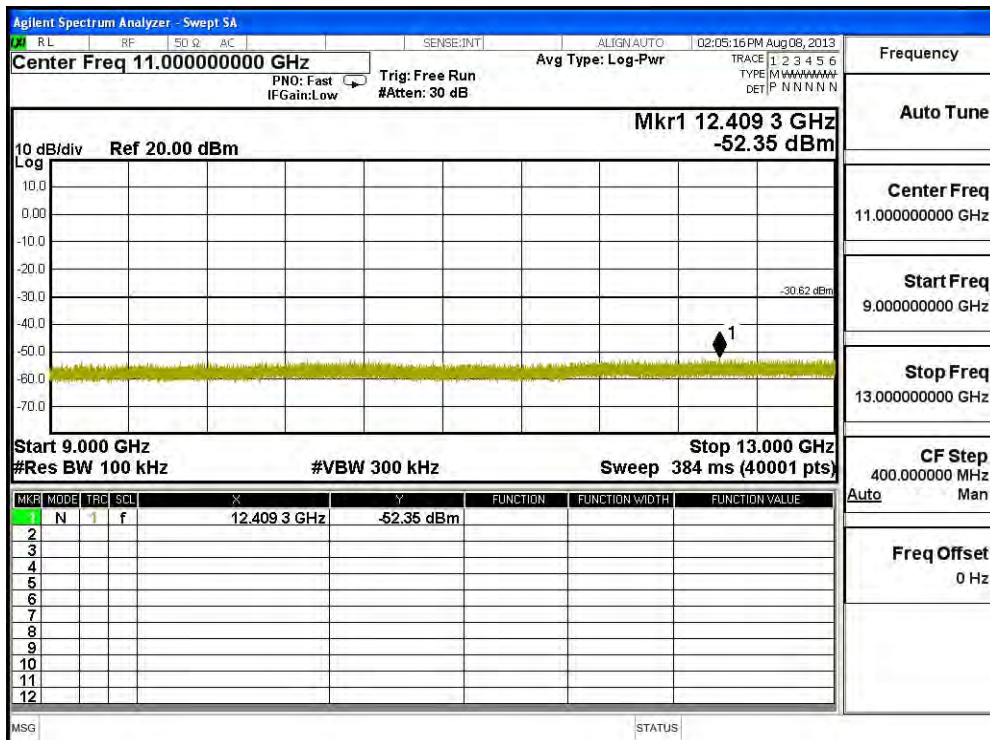 Agilent Spectrum Analyzer - Swept SA
RL RF 50 Ω AC SENSE:INT ALIGN AUTO 02:05:16 PM Aug 08, 2013
Center Freq 11.000000000 GHz
PNO: Fast
IFGain:Low
Trig: Free Run
#Atten: 30 dB
Avg Type: Log-Pwr
TRACE 1 2 3 4 5 6
TYPE M WWWWW
DET P N N N N N
Mkr1 12.409 3 GHz
-52.35 dBm
10 dB/div Ref 20.00 dBm
Log
10.0
0.00
-10.0
-20.0
-30.0
-40.0
-50.0
-60.0
-70.0
-30.62 dBm
1
Start 9.000 GHz Stop 13.000 GHz
#Res BW 100 kHz #VBW 300 kHz Sweep 384 ms (40001 pts)
MKR MODE TRC SCL X Y FUNCTION FUNCTION WIDTH FUNCTION VALUE
1 N 1 f 12.409 3 GHz -52.35 dBm
2
3
4
5
6
7
8
9
10
11
12
MSG STATUS
Frequency
Auto Tune
Center Freq
11.000000000 GHz
Start Freq
9.000000000 GHz
Stop Freq
13.000000000 GHz
CF Step
400.000000 MHz
Auto Man
Freq Offset
0 Hz